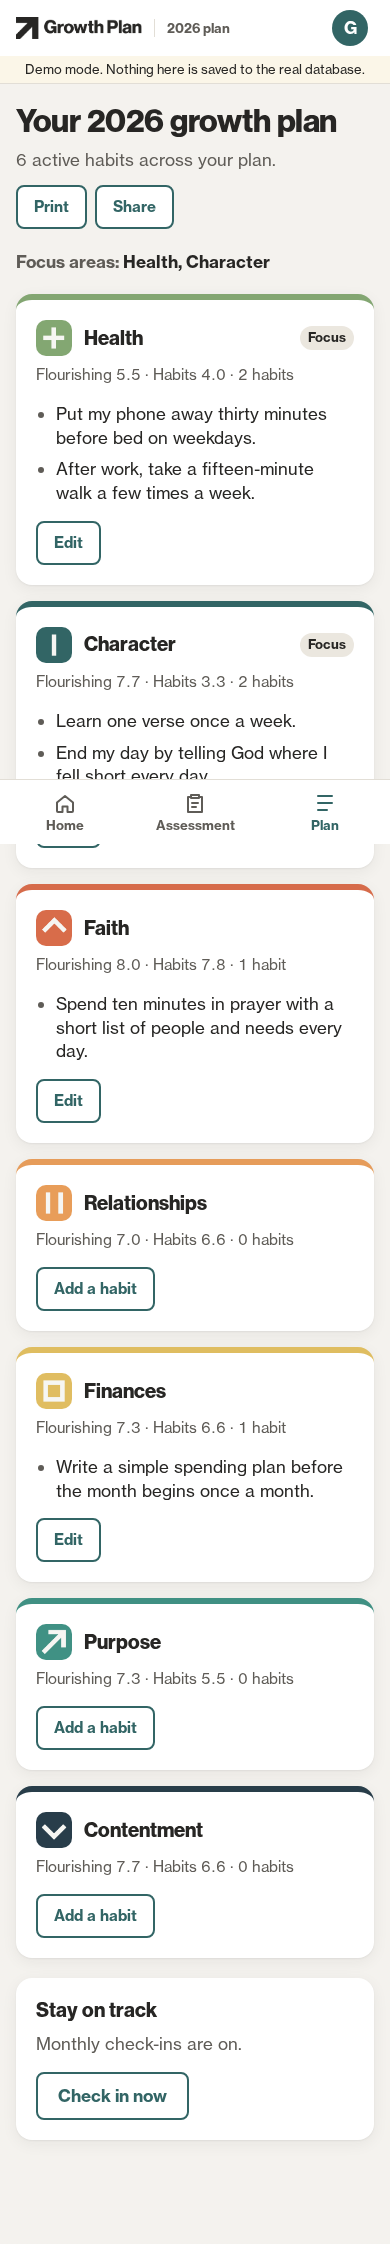 Growth Plan
2026 plan
G
Demo mode. Nothing here is saved to the real database.
Your 2026 growth plan
6 active habits across your plan.
Print
Share
Focus areas: Health, Character
Health
Focus
Flourishing 5.5 · Habits 4.0 · 2 habits
• Put my phone away thirty minutes
before bed on weekdays.
• After work, take a fifteen-minute
walk a few times a week.
Edit
Character
Focus
Flourishing 7.7 · Habits 3.3 · 2 habits
• Learn one verse once a week.
• End my day by telling God where I
fell short every day
Home
Assessment
Plan
Faith
Flourishing 8.0 · Habits 7.8 · 1 habit
• Spend ten minutes in prayer with a
short list of people and needs every
day.
Edit
Relationships
Flourishing 7.0 · Habits 6.6 · 0 habits
Add a habit
Finances
Flourishing 7.3 · Habits 6.6 · 1 habit
• Write a simple spending plan before
the month begins once a month.
Edit
Purpose
Flourishing 7.3 · Habits 5.5 · 0 habits
Add a habit
Contentment
Flourishing 7.7 · Habits 6.6 · 0 habits
Add a habit
Stay on track
Monthly check-ins are on.
Check in now